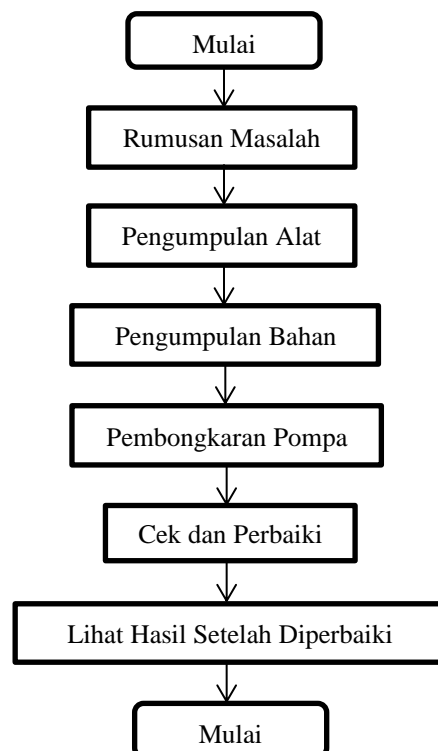 Mulai
Rumusan Masalah
Pengumpulan Alat
Pengumpulan Bahan
Pembongkaran Pompa
Cek dan Perbaiki
Lihat Hasil Setelah Diperbaiki
Mulai